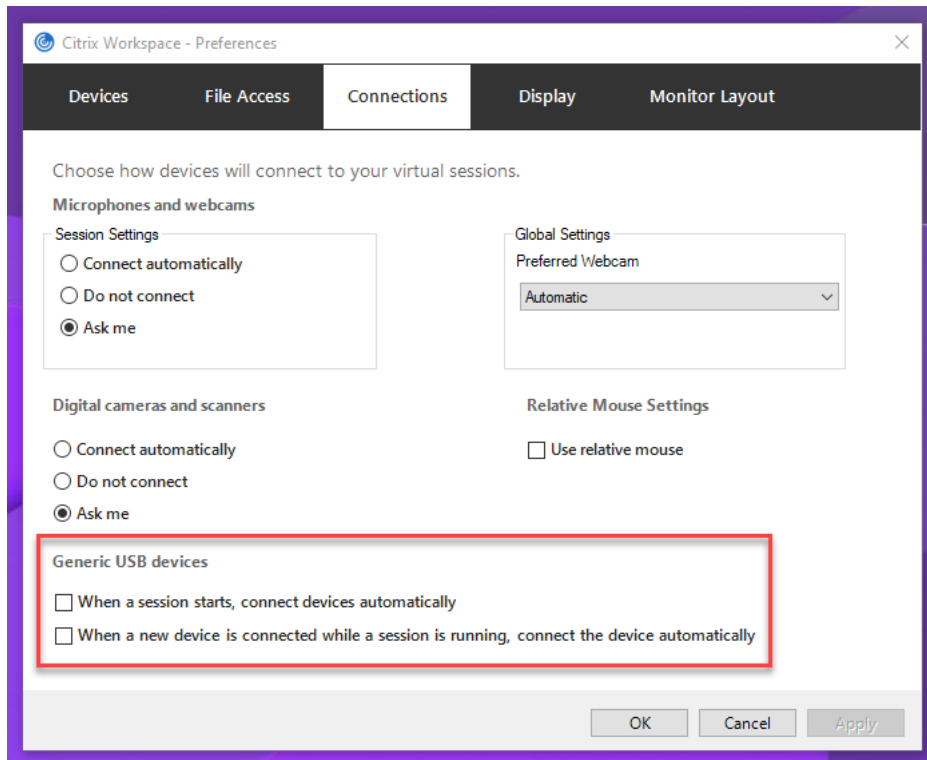 Citrix Workspace - Preferences
Devices File Access Connections Display Monitor Layout
Choose how devices will connect to your virtual sessions.
Microphones and webcams
Session Settings
Connect automatically
Do not connect
Ask me
Global Settings
Preferred Webcam
Automatic
Digital cameras and scanners
Connect automatically
Do not connect
Ask me
Relative Mouse Settings
Use relative mouse
Generic USB devices
When a session starts, connect devices automatically
When a new device is connected while a session is running, connect the device automatically
OK Cancel Apply